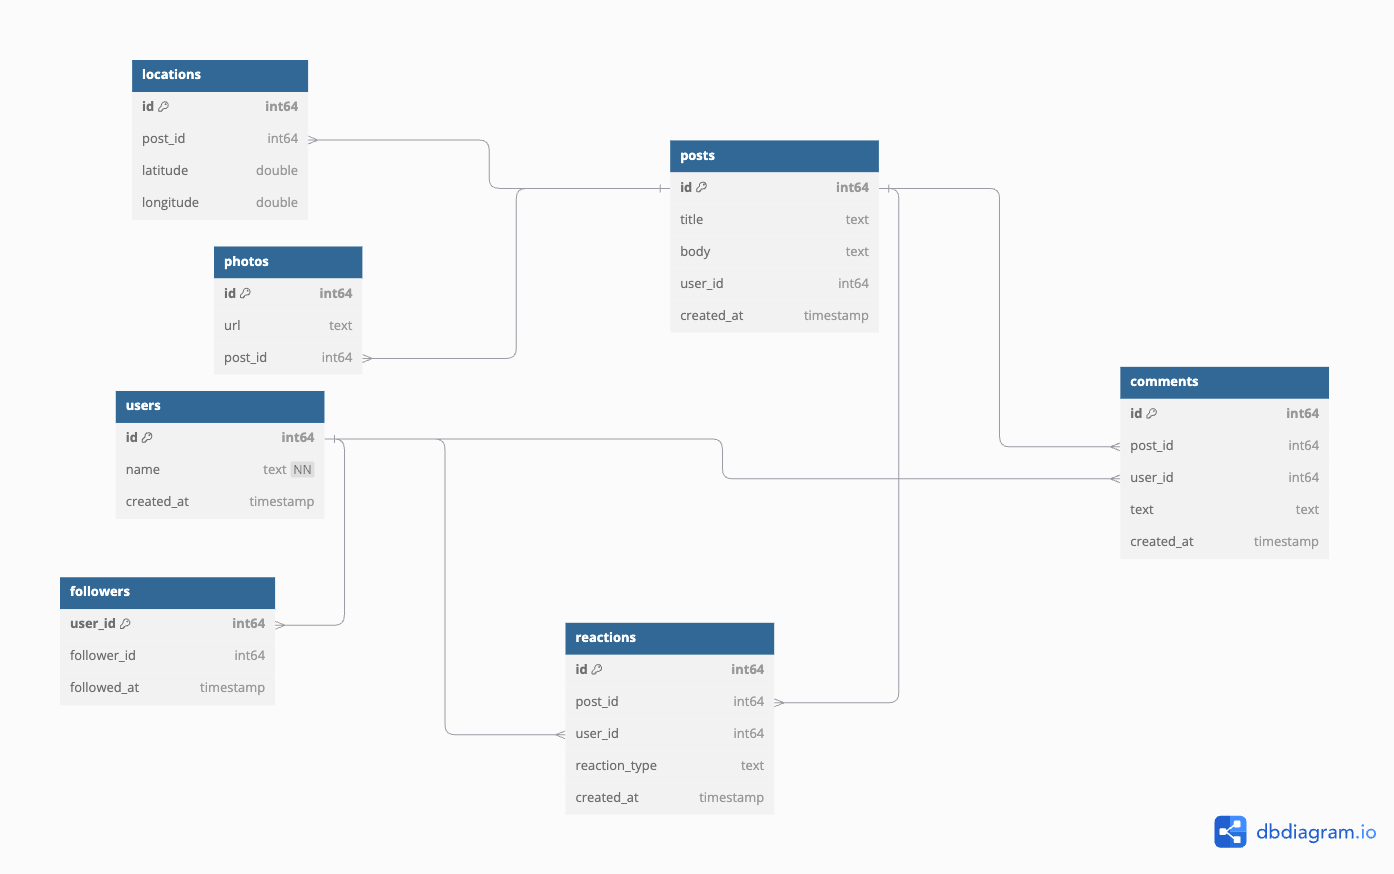 locations
id int64
post_id int64
latitude double
longitude double
photos
id int64
url text
post_id int64
users
id int64
name text NN
created_at timestamp
followers
user_id int64
follower_id int64
followed_at timestamp
posts
id int64
title text
body text
user_id int64
created_at timestamp
reactions
id int64
post_id int64
user_id int64
reaction_type text
created_at timestamp
comments
id int64
post_id int64
user_id int64
text text
created_at timestamp
dbdiagram.io